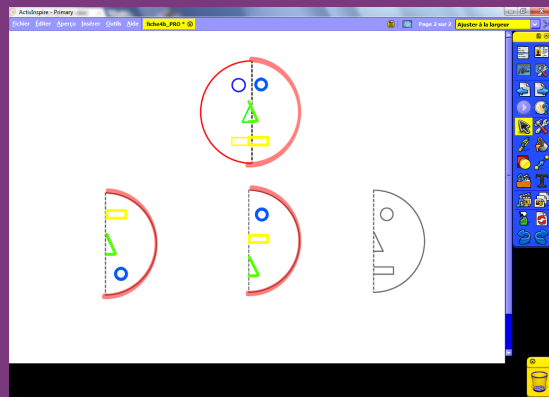 ActivInspire - Primary
Fichier Éditer Aperçu Insérer Outils Aide fiche4b_PRO * Page 2 sur 2 Ajuster à la largeur